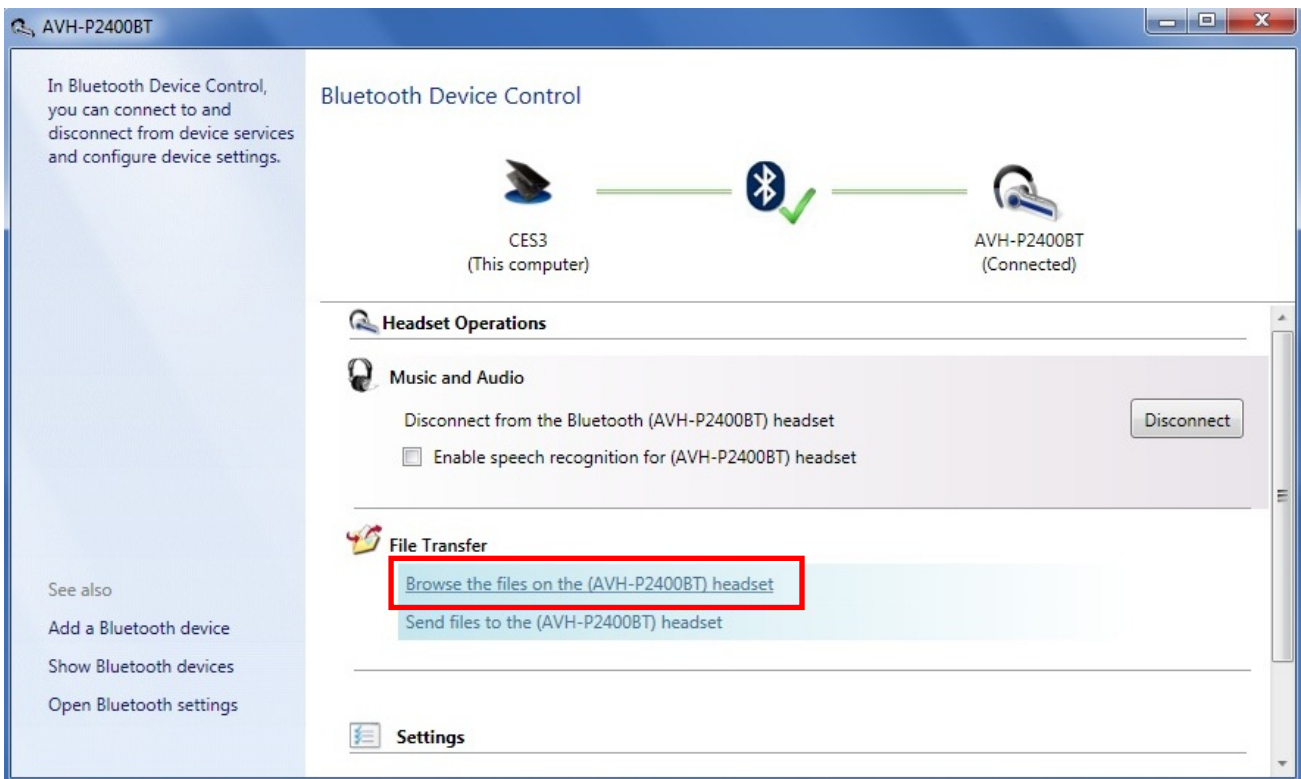 AVH-P2400BT
In Bluetooth Device Control,
you can connect to and
disconnect from device services
and configure device settings.
Bluetooth Device Control
CES3
(This computer)
AVH-P2400BT
(Connected)
Headset Operations
Music and Audio
Disconnect from the Bluetooth (AVH-P2400BT) headset
Disconnect
Enable speech recognition for (AVH-P2400BT) headset
File Transfer
Browse the files on the (AVH-P2400BT) headset
Send files to the (AVH-P2400BT) headset
See also
Add a Bluetooth device
Show Bluetooth devices
Open Bluetooth settings
Settings